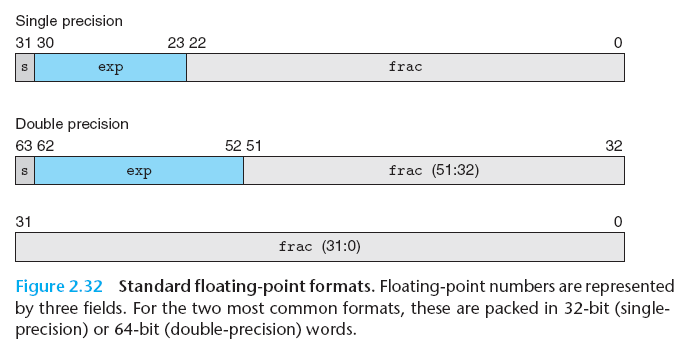 Single precision
31 30 23 22 0
s exp frac
Double precision
63 62 52 51 32
s exp frac (51:32)
31 0
frac (31:0)
Figure 2.32 Standard floating-point formats. Floating-point numbers are represented
by three fields. For the two most common formats, these are packed in 32-bit (single-
precision) or 64-bit (double-precision) words.